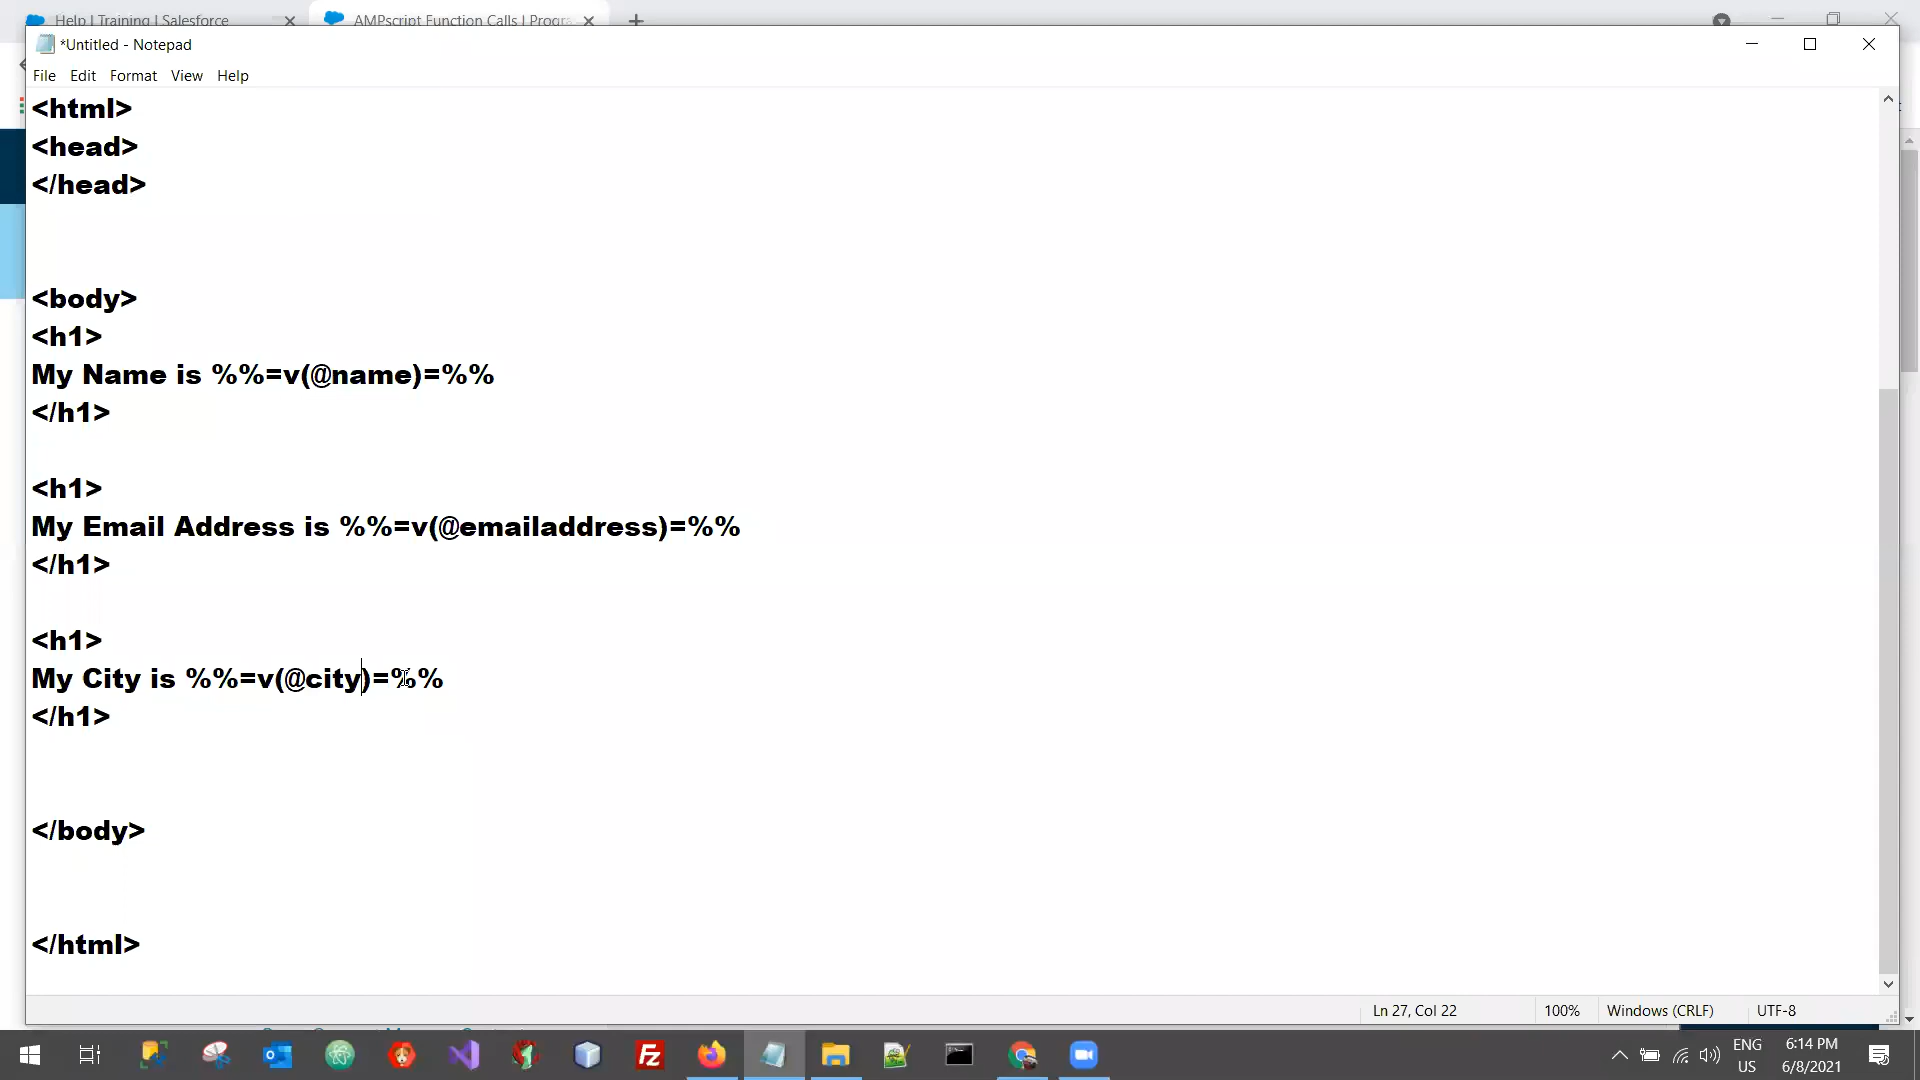 Help | Training | Salesforce
AMPscript Function Calls | Progra
*Untitled - Notepad
File Edit Format View Help
<html>
<head>
</head>
<body>
<h1>
My Name is %%=v(@name)=%%
</h1>
<h1>
My Email Address is %%=v(@emailaddress)=%%
</h1>
<h1>
My City is %%=v(@city)=%%
</h1>
</body>
</html>
Ln 27, Col 22 100% Windows (CRLF) UTF-8
ENG 6:14 PM
US 6/8/2021